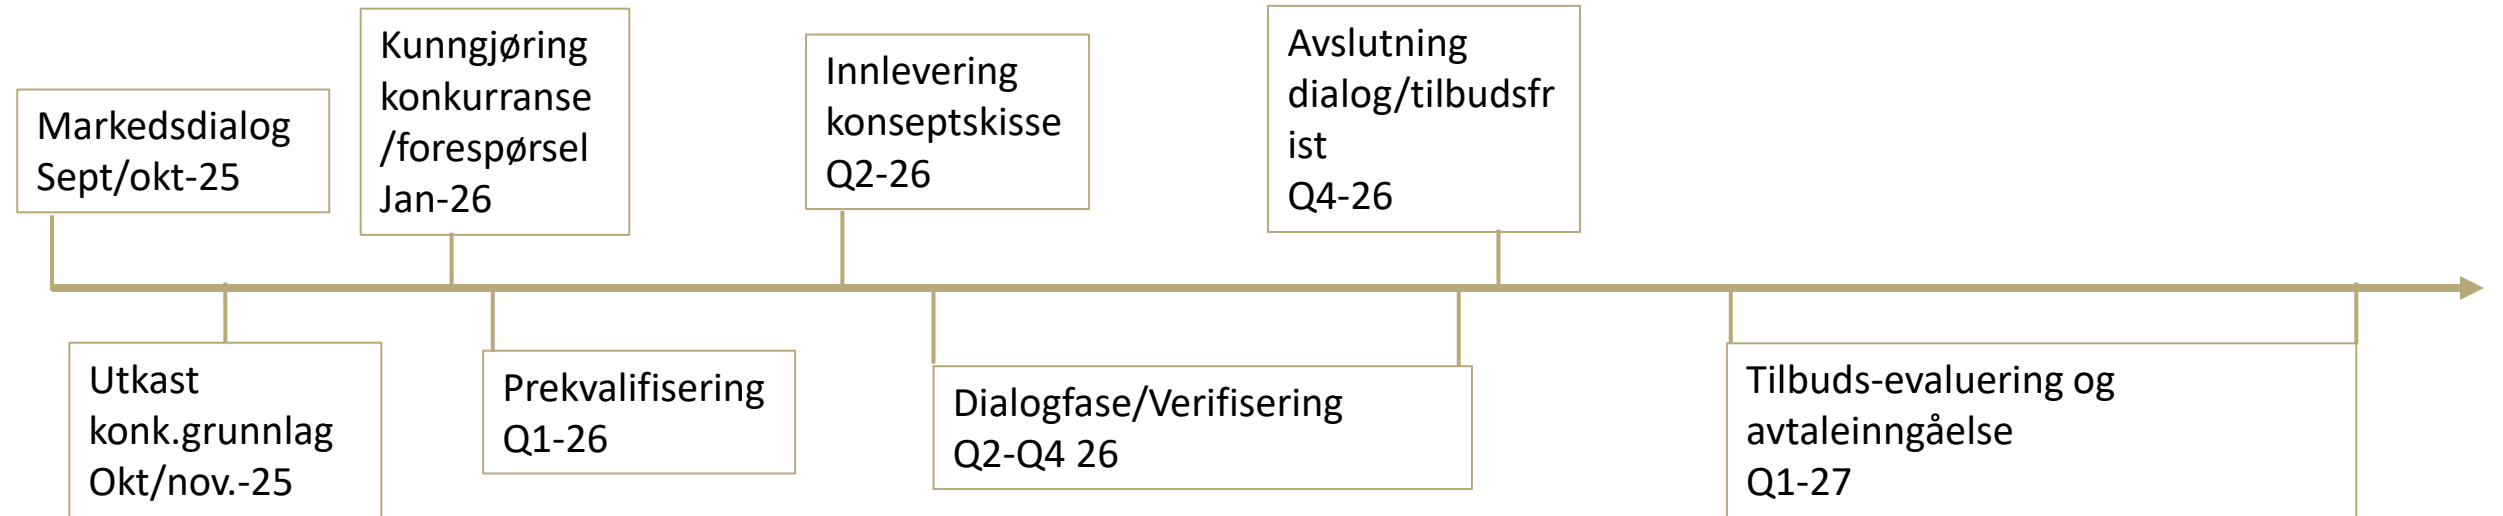 Markedsdialog
Sept/okt-25
Utkast
konk.grunnlag
Okt/nov.-25
Kunngjøring
konkurranse
/forespørsel
Jan-26
Prekvalifisering
Q1-26
Innlevering
konseptskisse
Q2-26
Dialogfase/Verifisering
Q2-Q4 26
Avslutning
dialog/tilbudsfr
ist
Q4-26
Tilbuds-evaluering og
avtaleinngåelse
Q1-27